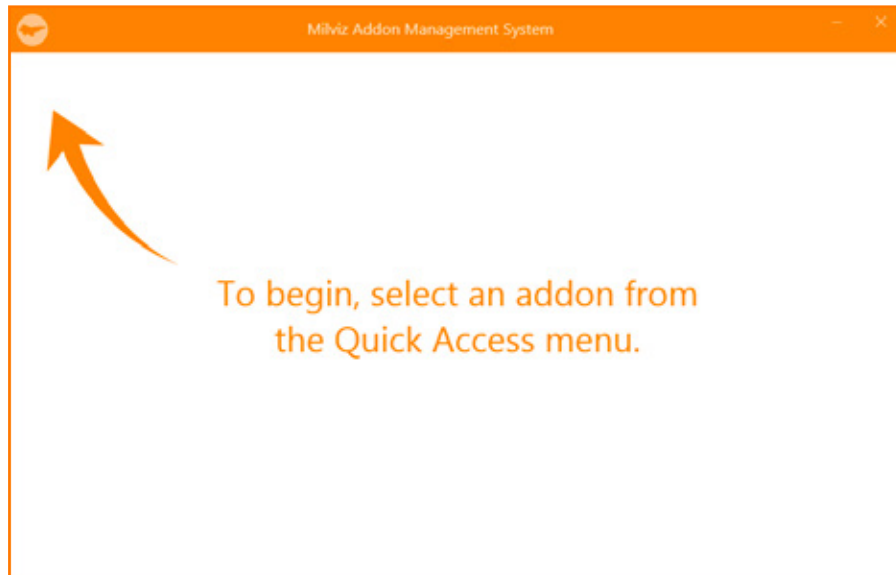 Milviz Addon Management System
To begin, select an addon from
the Quick Access menu.